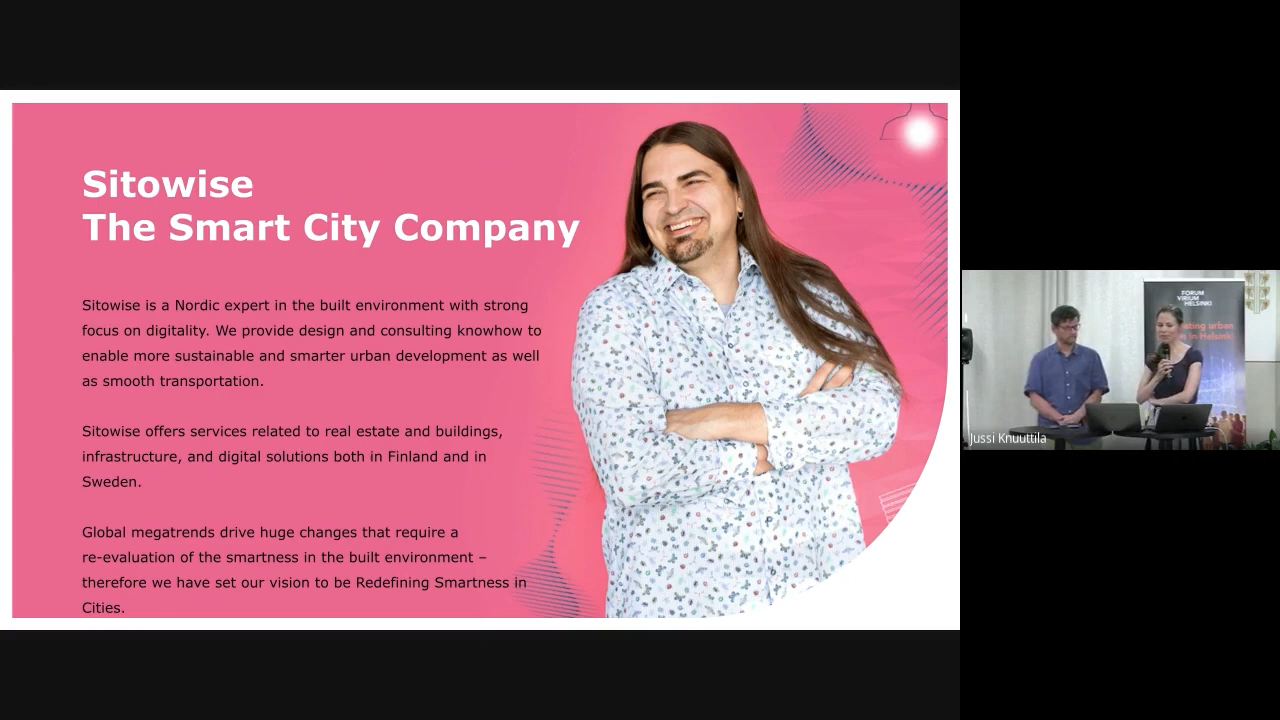 Sitowise
The Smart City Company
Sitowise is a Nordic expert in the built environment with strong
focus on digitality. We provide design and consulting knowhow to
enable more sustainable and smarter urban development as well
as smooth transportation.
Sitowise offers services related to real estate and buildings,
infrastructure, and digital solutions both in Finland and in
Sweden.
Global megatrends drive huge changes that require a
re-evaluation of the smartness in the built environment –
therefore we have set our vision to be Redefining Smartness in
Cities.
FORUM
VIRIUM
HELSINKI
urban
in Helsinki
Jussi Knuuttila